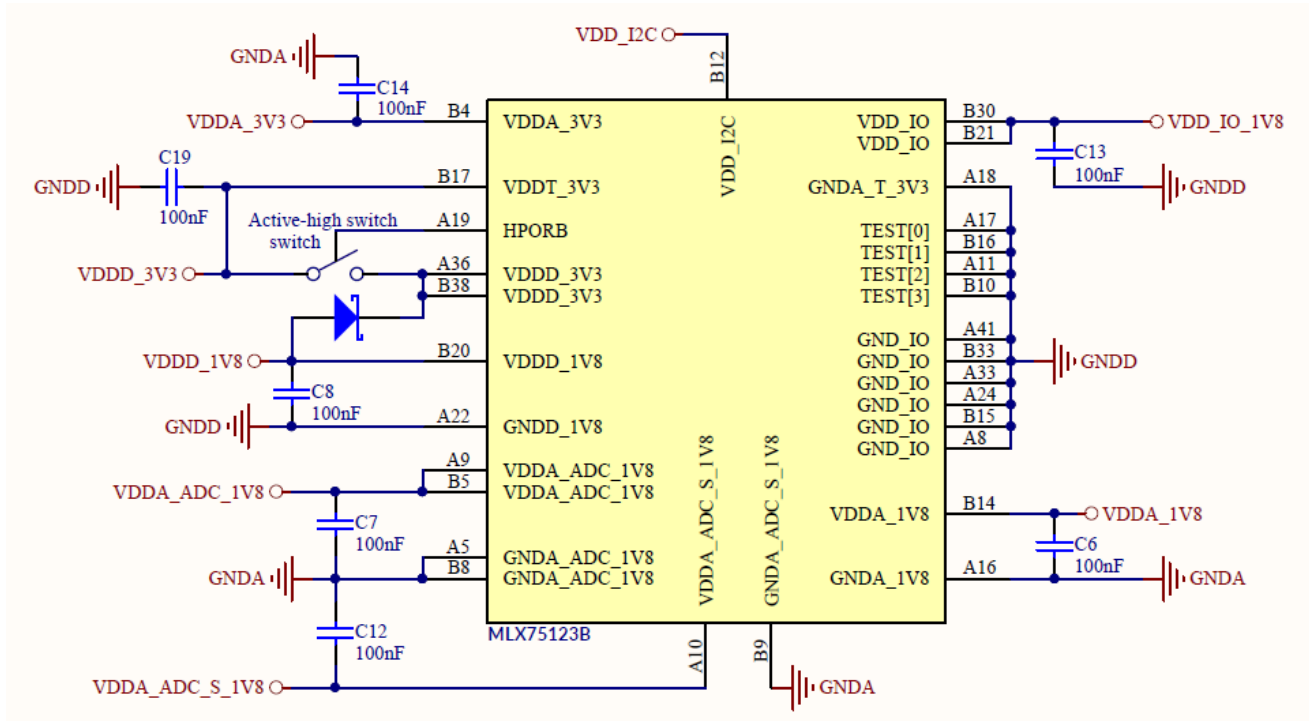 VDD_I2C
B12
VDD_I2C
GNDA
C14
100nF
VDDA_3V3
B4
VDDA_3V3
C19
GNDD
100nF
B17
VDDT_3V3
Active-high switch
switch
A19
HPORB
VDDD_3V3
A36
VDDD_3V3
B38
VDDD_3V3
VDDD_1V8
B20
VDDD_1V8
C8
100nF
GNDD
A22
GNDD_1V8
A9
VDDA_ADC_1V8
VDDA_ADC_1V8
B5
VDDA_ADC_1V8
C7
100nF
A5
GNDA_ADC_1V8
GNDA
B8
GNDA_ADC_1V8
C12
100nF
VDDA_ADC_S_1V8
MLX75123B
VDDA_ADC_S_1V8
A10
GNDA_ADC_S_1V8
B9
GNDA
VDD_IO
B30
VDD_IO_1V8
VDD_IO
B21
C13
100nF
GNDA_T_3V3
A18
GNDD
TEST[0]
A17
TEST[1]
B16
TEST[2]
A11
TEST[3]
B10
GND_IO
A41
GND_IO
B33
GNDD
GND_IO
A33
GND_IO
A24
GND_IO
B15
GND_IO
A8
VDDA_1V8
B14
VDDA_1V8
C6
100nF
GNDA_1V8
A16
GNDA